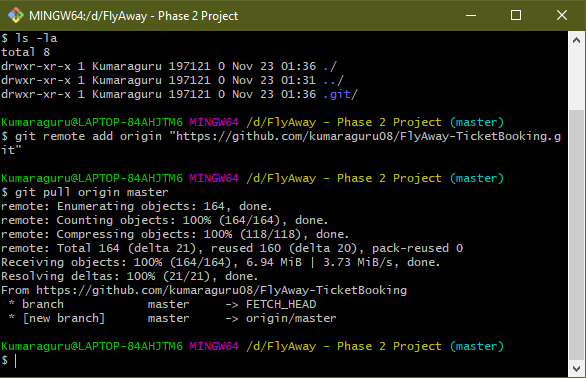 MINGW64:/d/FlyAway - Phase 2 Project
$ ls -la
total 8
drwxr-xr-x 1 Kumaraguru 197121 0 Nov 23 01:36 ./
drwxr-xr-x 1 Kumaraguru 197121 0 Nov 23 01:31 ../
drwxr-xr-x 1 Kumaraguru 197121 0 Nov 23 01:36 .git/
Kumaraguru@LAPTOP-84AHJTM6 MINGW64 /d/FlyAway - Phase 2 Project (master)
$ git remote add origin "https://github.com/kumaraguru08/FlyAway-TicketBooking.g
it"
Kumaraguru@LAPTOP-84AHJTM6 MINGW64 /d/FlyAway - Phase 2 Project (master)
$ git pull origin master
remote: Enumerating objects: 164, done.
remote: Counting objects: 100% (164/164), done.
remote: Compressing objects: 100% (118/118), done.
remote: Total 164 (delta 21), reused 160 (delta 20), pack-reused 0
Receiving objects: 100% (164/164), 6.94 MiB | 3.73 MiB/s, done.
Resolving deltas: 100% (21/21), done.
From https://github.com/kumaraguru08/FlyAway-TicketBooking
 * branch            master     -> FETCH_HEAD
 * [new branch]      master     -> origin/master
Kumaraguru@LAPTOP-84AHJTM6 MINGW64 /d/FlyAway - Phase 2 Project (master)
$